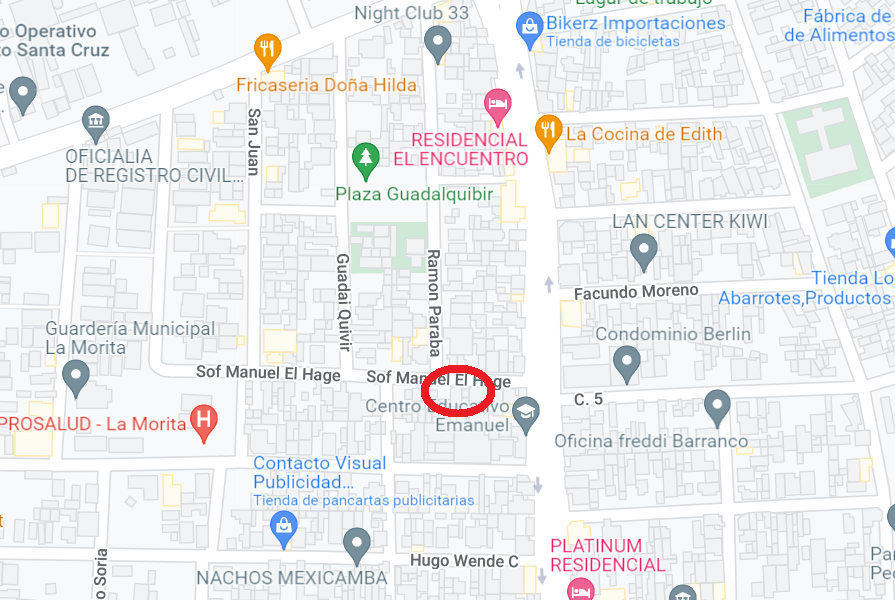 Lugar de trabajo
Night Club 33
Fábrica de
de Alimentos
Bikerz Importaciones
Tienda de bicicletas
o Operativo
to Santa Cruz
Fricaseria Doña Hilda
San Juan
RESIDENCIAL
EL ENCUENTRO
La Cocina de Edith
OFICIALIA
DE REGISTRO CIVIL...
Plaza Guadalquibir
LAN CENTER KIWI
Guadai Quivir
Ramon Paraba
Tienda Lo
Abarrotes,Productos
Facundo Moreno
Guardería Municipal
La Morita
Condominio Berlin
Sof Manuel El Hage
Sof Manuel El Hage
C. 5
Centro Educativo
Emanuel
PROSALUD - La Morita
H
Oficina freddi Barranco
Contacto Visual
Publicidad...
Tienda de pancartas publicitarias
PLATINUM
RESIDENCIAL
Hugo Wende C
NACHOS MEXICAMBA
o Soria
Pa
Pe